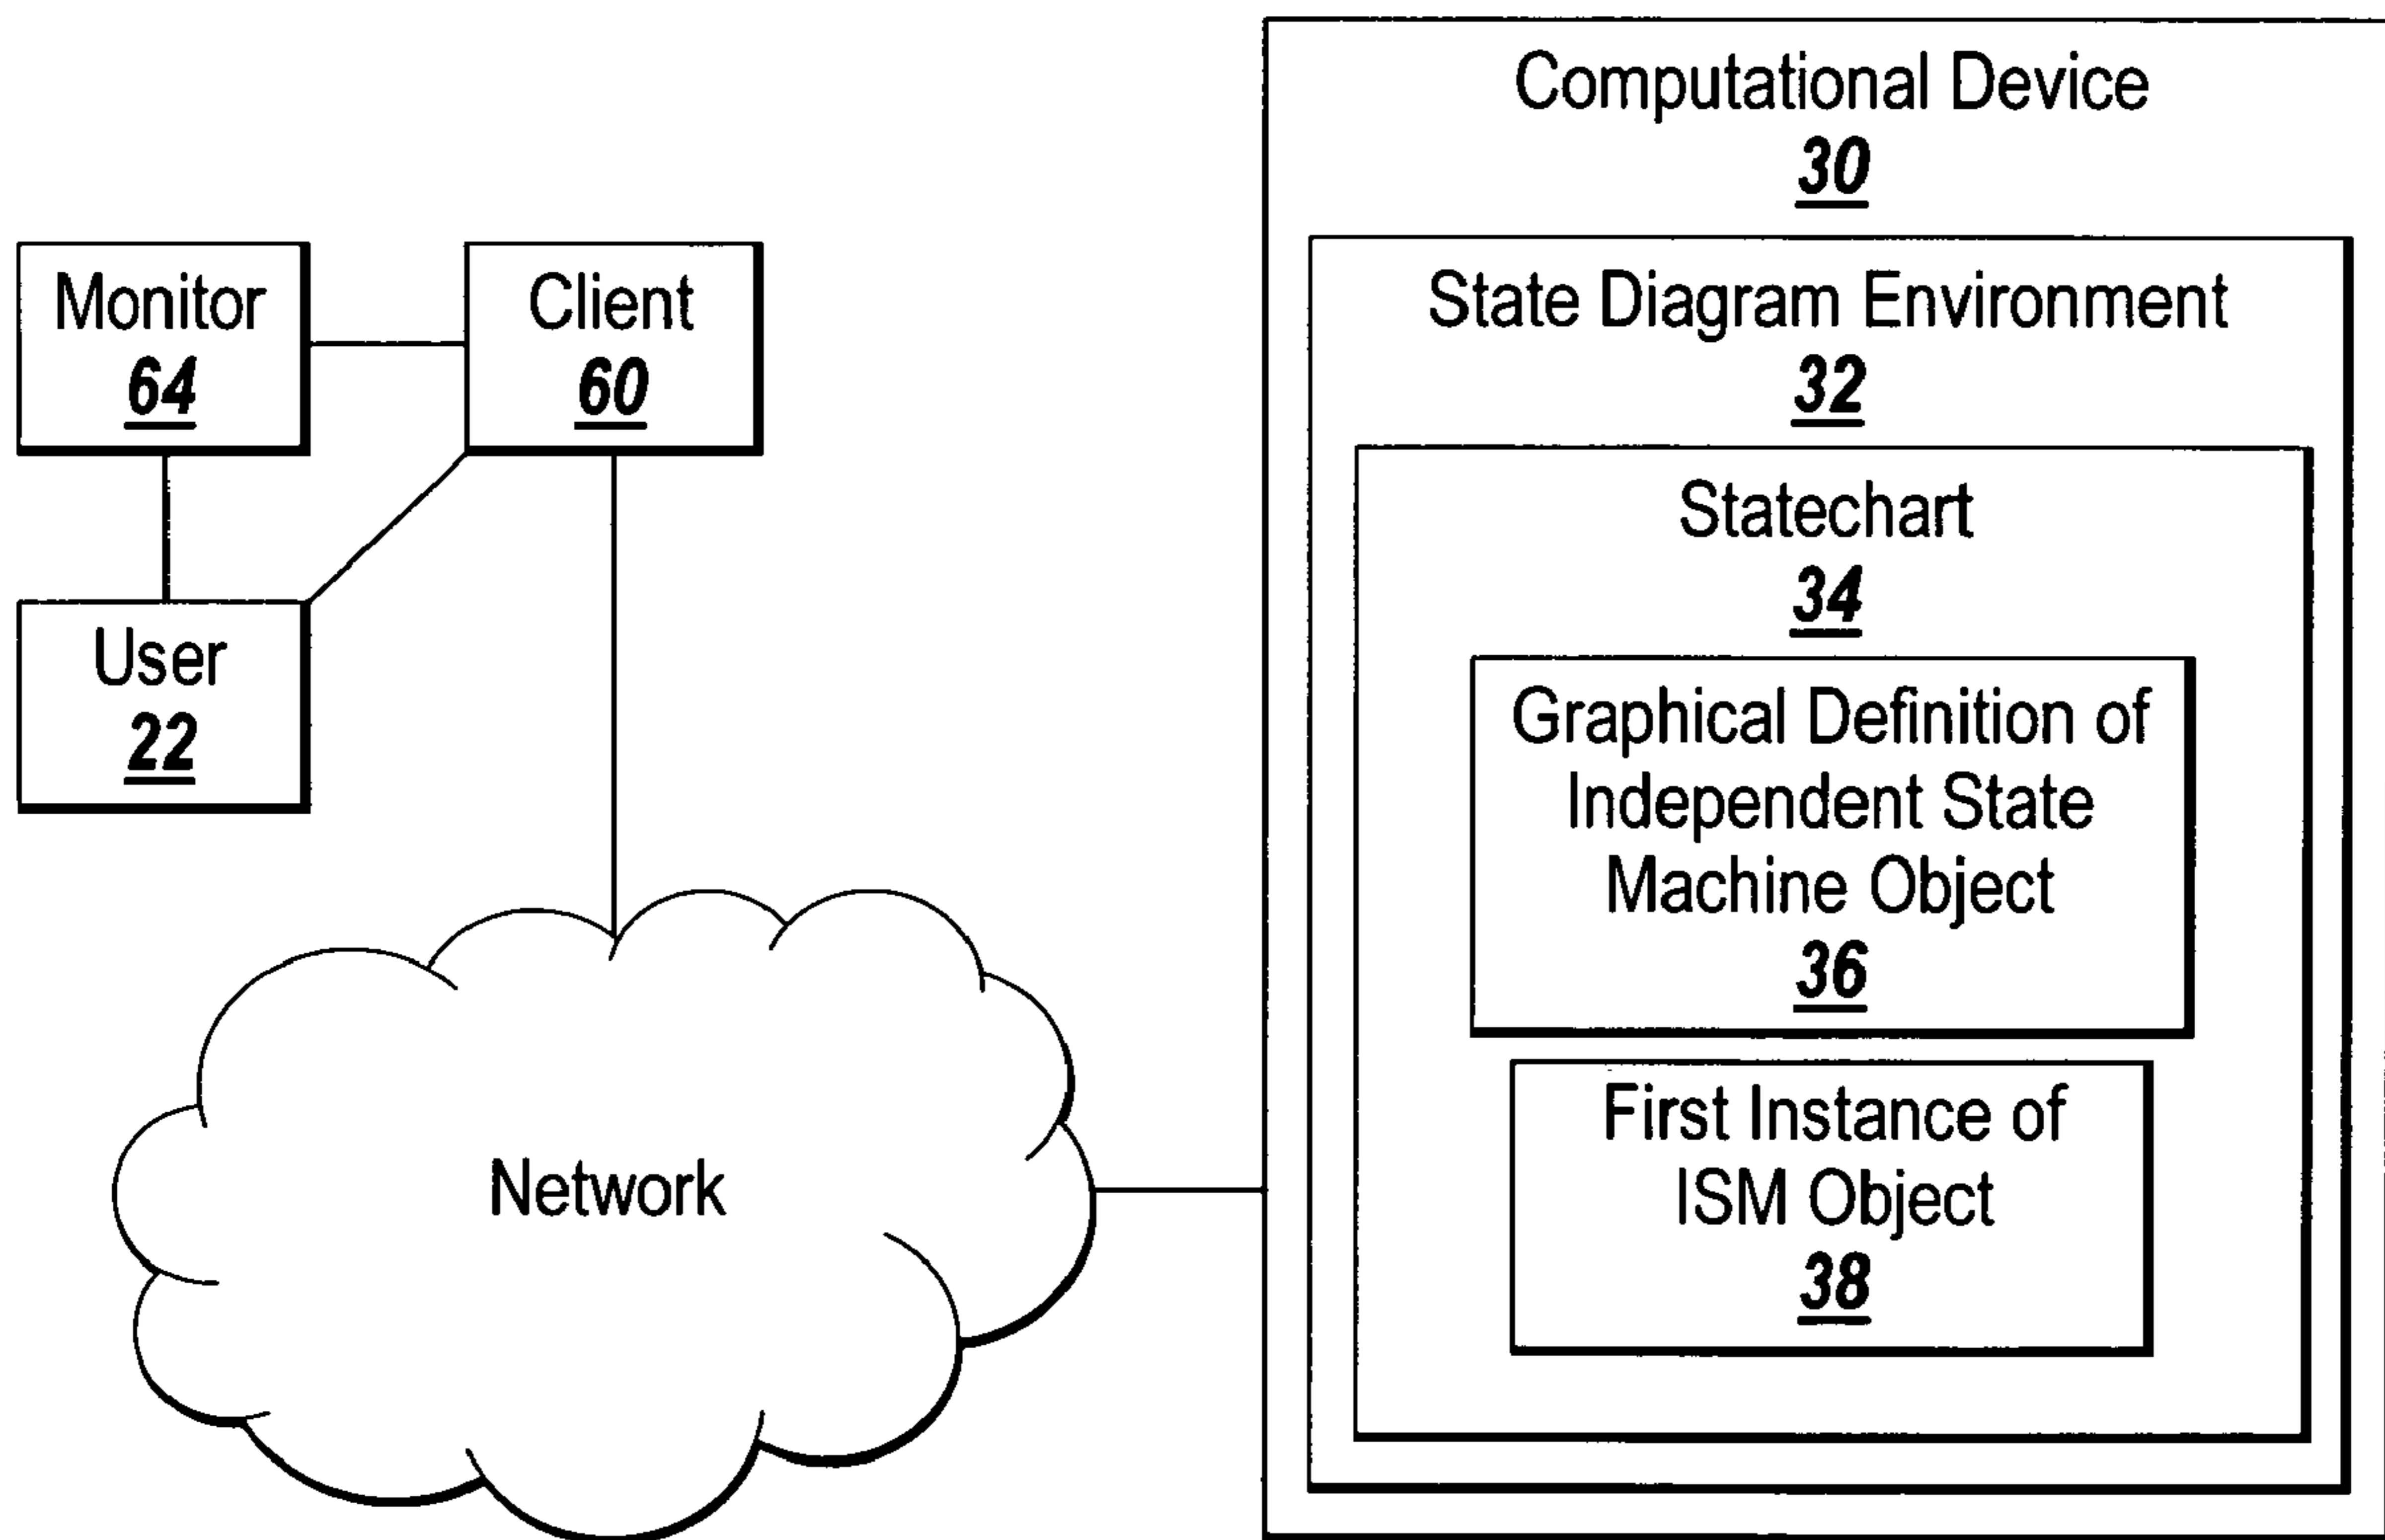 Monitor
64
Client
60
User
22
Network
Computational Device
30
State Diagram Environment
32
Statechart
34
Graphical Definition of
Independent State
Machine Object
36
First Instance of
ISM Object
38